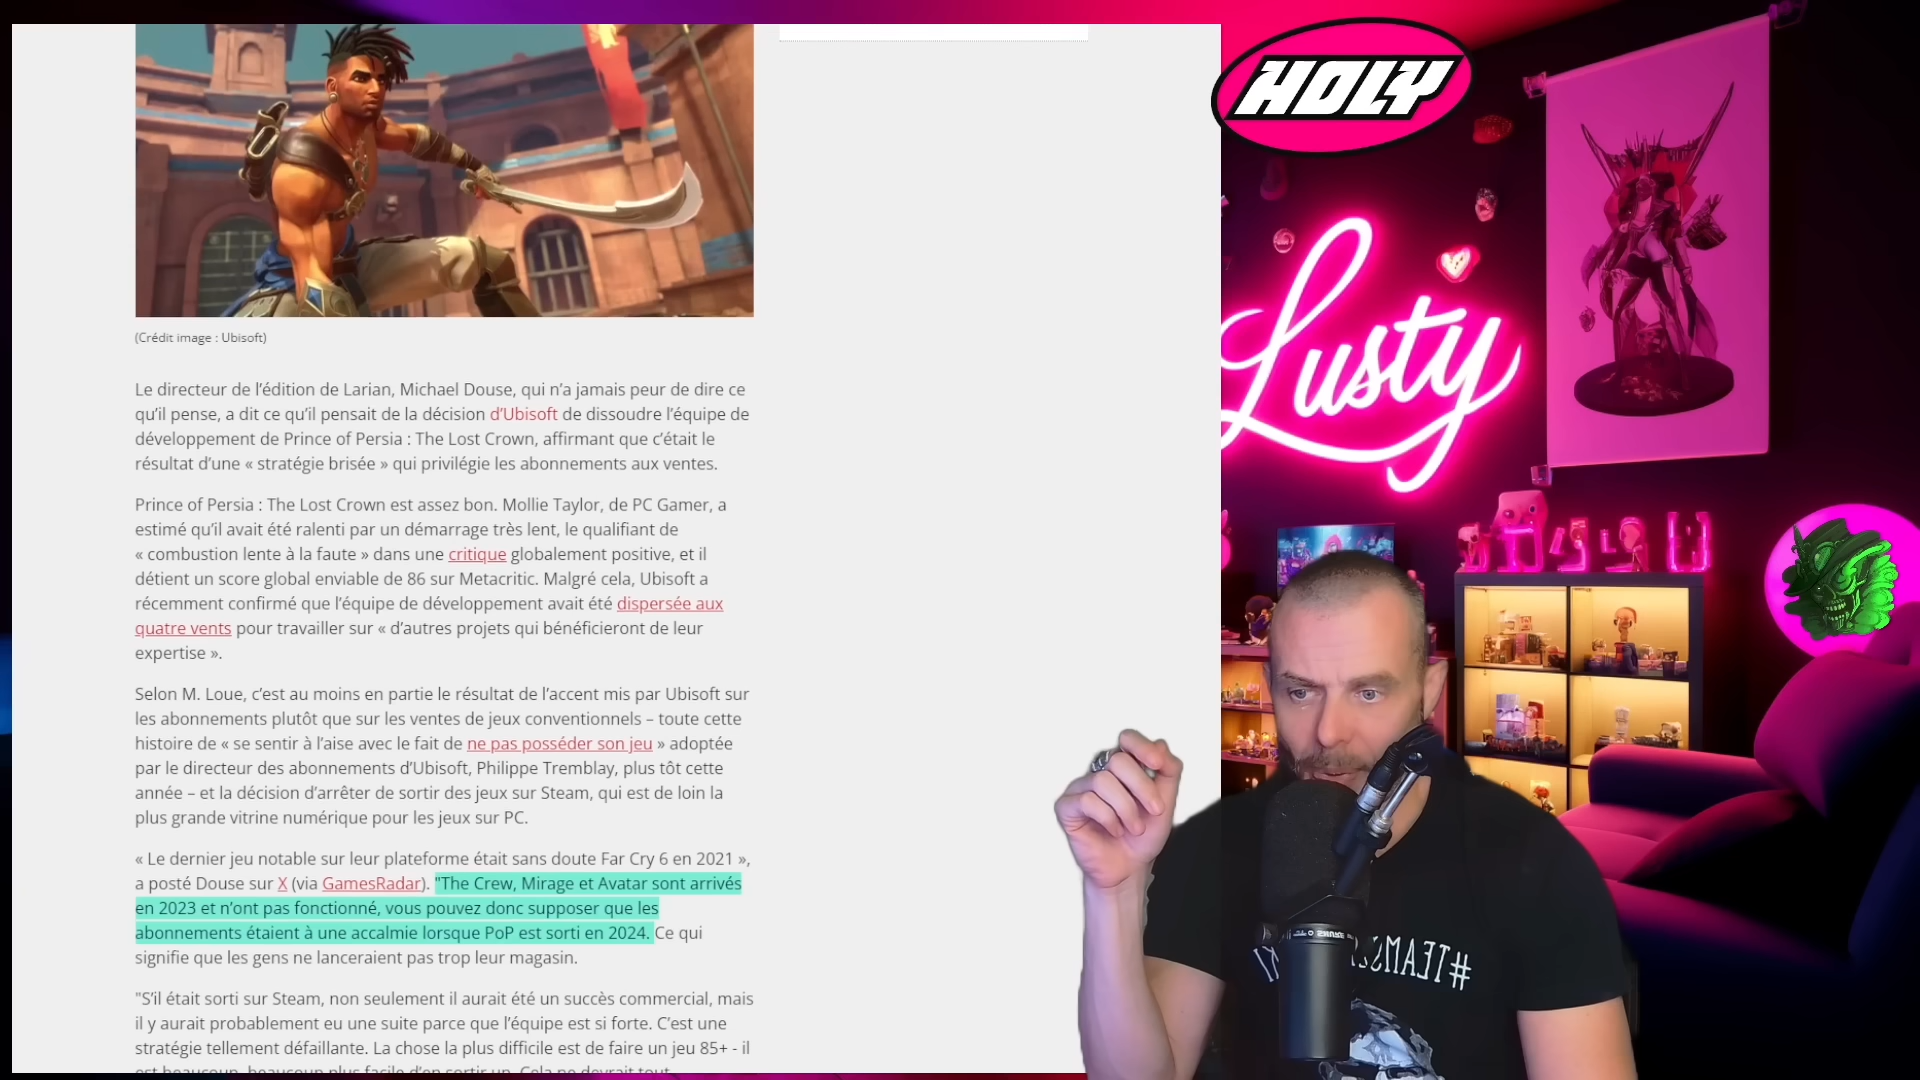 (Crédit image : Ubisoft)
Le directeur de l’édition de Larian, Michael Douse, qui n’a jamais peur de dire ce
qu’il pense, a dit ce qu’il pensait de la décision d’Ubisoft de dissoudre l’équipe de
développement de Prince of Persia : The Lost Crown, affirmant que c’était le
résultat d’une « stratégie brisée » qui privilégie les abonnements aux ventes.
Prince of Persia : The Lost Crown est assez bon. Mollie Taylor, de PC Gamer, a
estimé qu’il avait été ralenti par un démarrage très lent, le qualifiant de
« combustion lente à la faute » dans une critique globalement positive, et il
détient un score global enviable de 86 sur Metacritic. Malgré cela, Ubisoft a
récemment confirmé que l’équipe de développement avait été dispersée aux
quatre vents pour travailler sur « d’autres projets qui bénéficieront de leur
expertise ».
Selon M. Loue, c’est au moins en partie le résultat de l’accent mis par Ubisoft sur
les abonnements plutôt que sur les ventes de jeux conventionnels – toute cette
histoire de « se sentir à l’aise avec le fait de ne pas posséder son jeu » adoptée
par le directeur des abonnements d’Ubisoft, Philippe Tremblay, plus tôt cette
année – et la décision d’arrêter de sortir des jeux sur Steam, qui est de loin la
plus grande vitrine numérique pour les jeux sur PC.
« Le dernier jeu notable sur leur plateforme était sans doute Far Cry 6 en 2021 »,
a posté Douse sur X (via GamesRadar). "The Crew, Mirage et Avatar sont arrivés
en 2023 et n’ont pas fonctionné, vous pouvez donc supposer que les
abonnements étaient à une accalmie lorsque PoP est sorti en 2024. Ce qui
signifie que les gens ne lanceraient pas trop leur magasin.
"S’il était sorti sur Steam, non seulement il aurait été un succès commercial, mais
il y aurait probablement eu une suite parce que l’équipe est si forte. C’est une
stratégie tellement défaillante. La chose la plus difficile est de faire un jeu 85+ - il
est beaucoup, beaucoup plus facile d’en sortir un. Cela ne devrait tout
HOLY
Lusty
SHURE